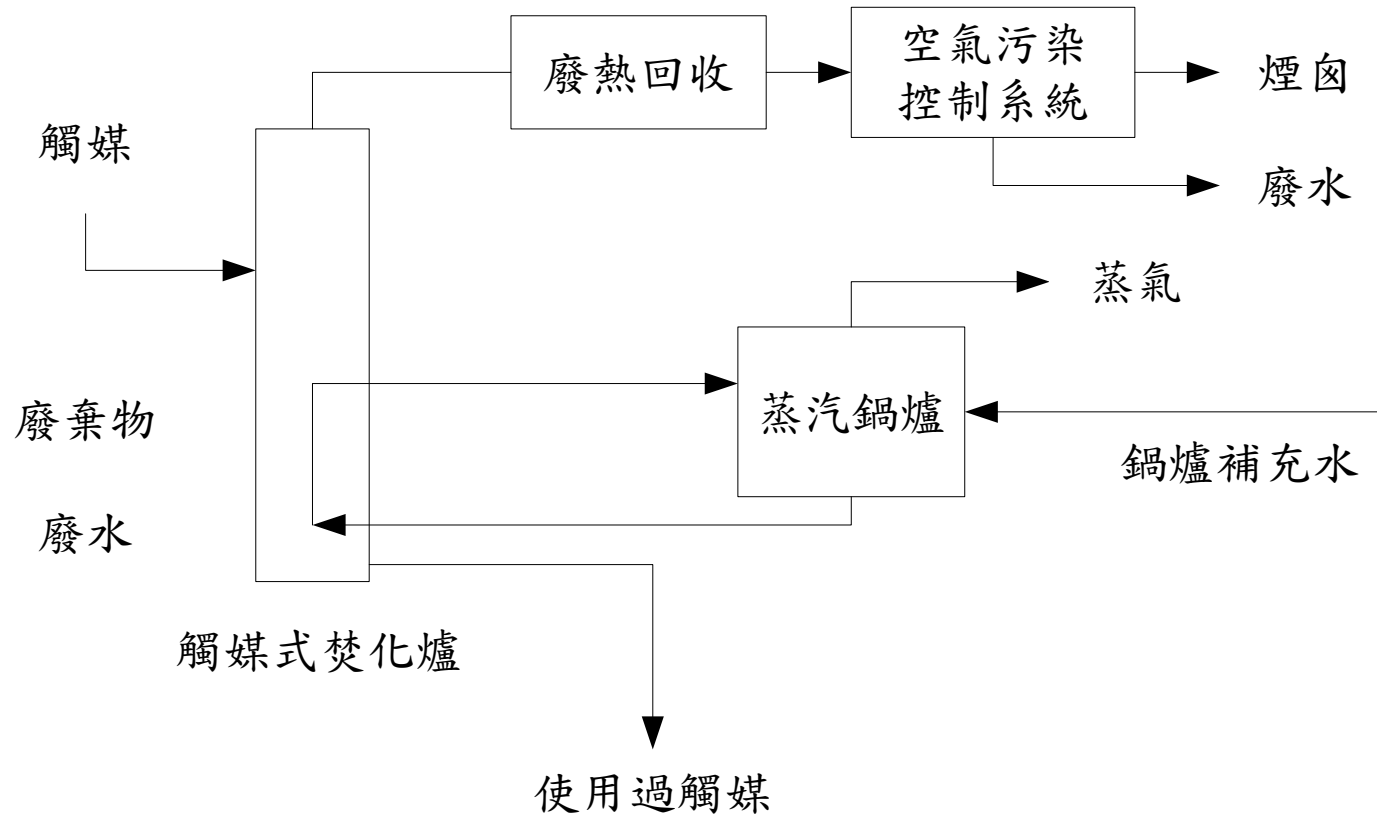 廢熱回收
空氣污染
控制系統
煙囪
觸媒
廢水
蒸氣
廢棄物
蒸汽鍋爐
鍋爐補充水
廢水
觸媒式焚化爐
使用過觸媒